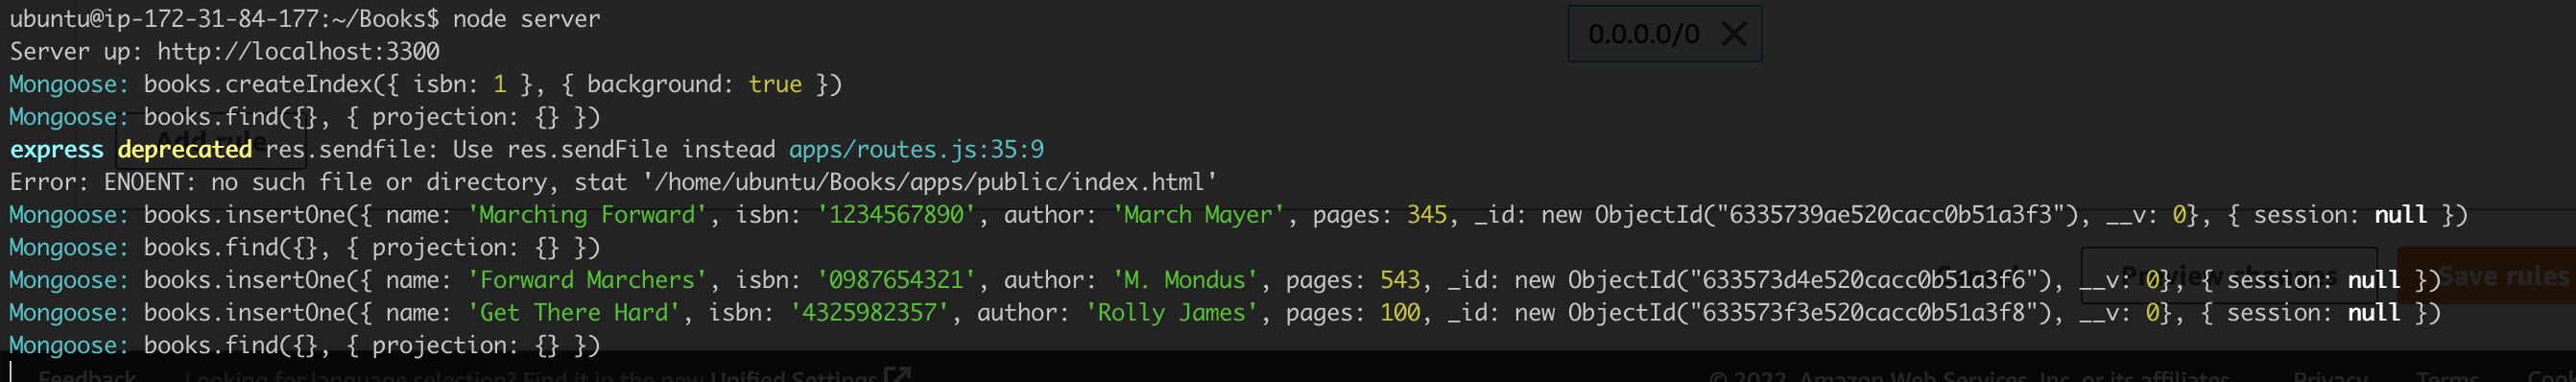 ubuntu@ip-172-31-84-177:~/Books$ node server
0.0.0.0/0
Server up: http://localhost:3300
Mongoose: books.createIndex({ isbn: 1 }, { background: true })
Mongoose: books.find({}, { projection: {} })
Add rule
express deprecated res.sendfile: Use res.sendFile instead apps/routes.js:35:9
Error: ENOENT: no such file or directory, stat '/home/ubuntu/Books/apps/public/index.html'
Mongoose: books.insertOne({ name: 'Marching Forward', isbn: '1234567890', author: 'March Mayer', pages: 345, _id: new ObjectId("6335739ae520cacc0b51a3f3"), __v: 0}, { session: null })
Mongoose: books.find({}, { projection: {} })
Mongoose: books.insertOne({ name: 'Forward Marchers', isbn: '0987654321', author: 'M. Mondus', pages: 543, _id: new ObjectId("633573d4e520cacc0b51a3f6"), __v: 0}, { session: null })
Preview changes
Save rules
Mongoose: books.insertOne({ name: 'Get There Hard', isbn: '4325982357', author: 'Rolly James', pages: 100, _id: new ObjectId("633573f3e520cacc0b51a3f8"), __v: 0}, { session: null })
Mongoose: books.find({}, { projection: {} })
Feedback Looking for language selection? Find it in the new Unified Settings © 2022, Amazon Web Services, Inc. or its affiliates. Privacy Terms